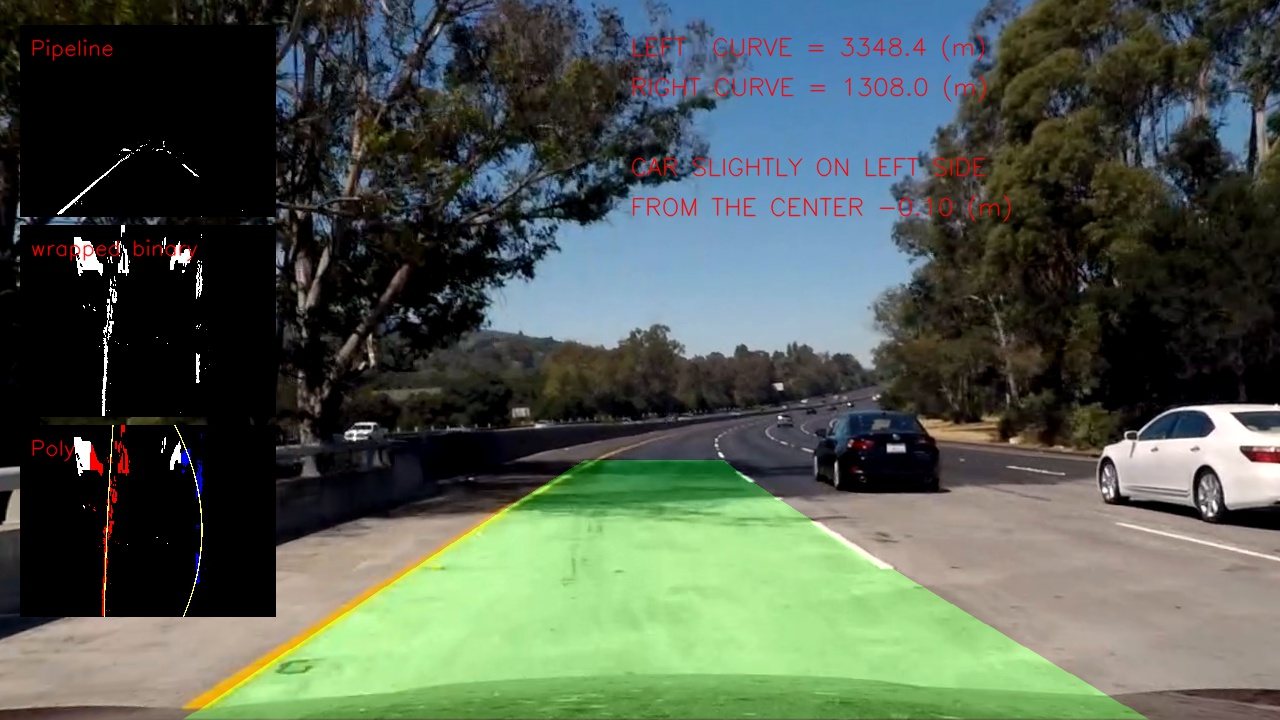 Pipeline
LEFT CURVE = 3348.4 (m)
RIGHT CURVE = 1308.0 (m)
CAR SLIGHTLY ON LEFT SIDE
FROM THE CENTER -0.10 (m)
wrapped binary
Poly